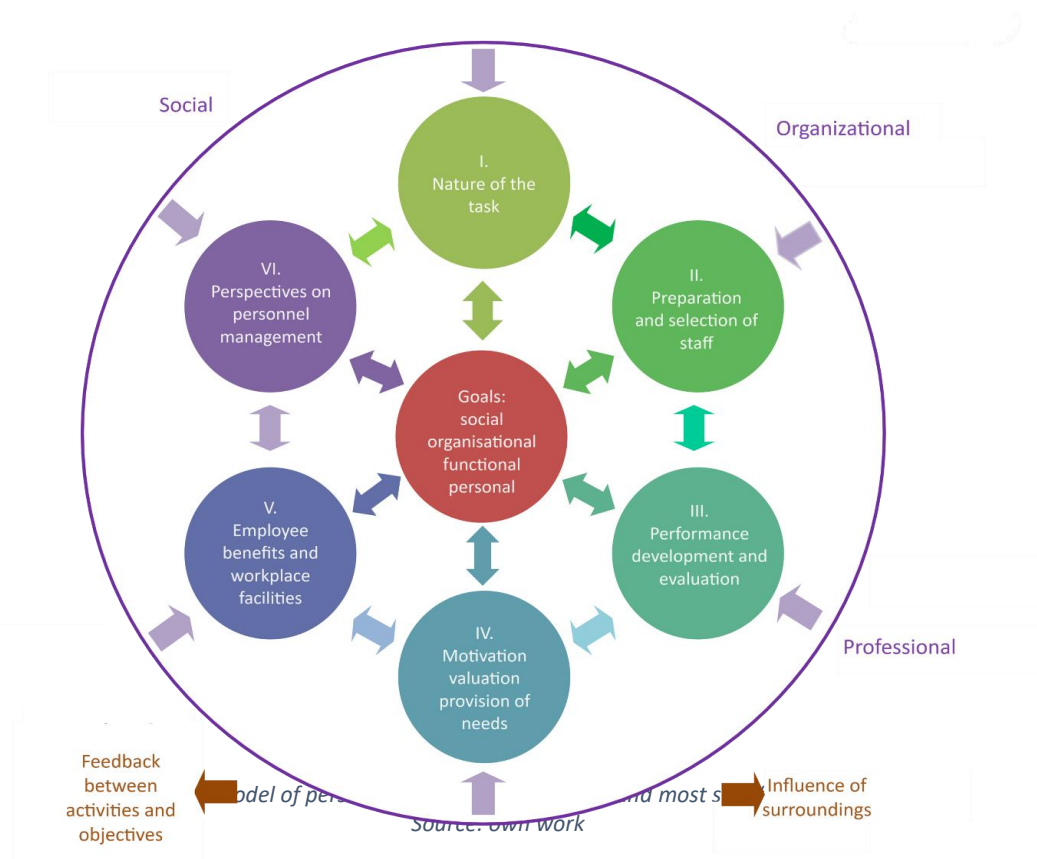 Social
Organizational
I.
Nature of the
task
VI.
Perspectives on
personnel
management
II.
Preparation
and selection of
staff
Goals:
social
organisational
functional
personal
V.
Employee
benefits and
workplace
facilities
III.
Performance
development and
evaluation
IV.
Motivation
valuation
provision of
needs
Professional
Feedback
between
activities and
objectives
Influence of
surroundings
of most
Source: own work